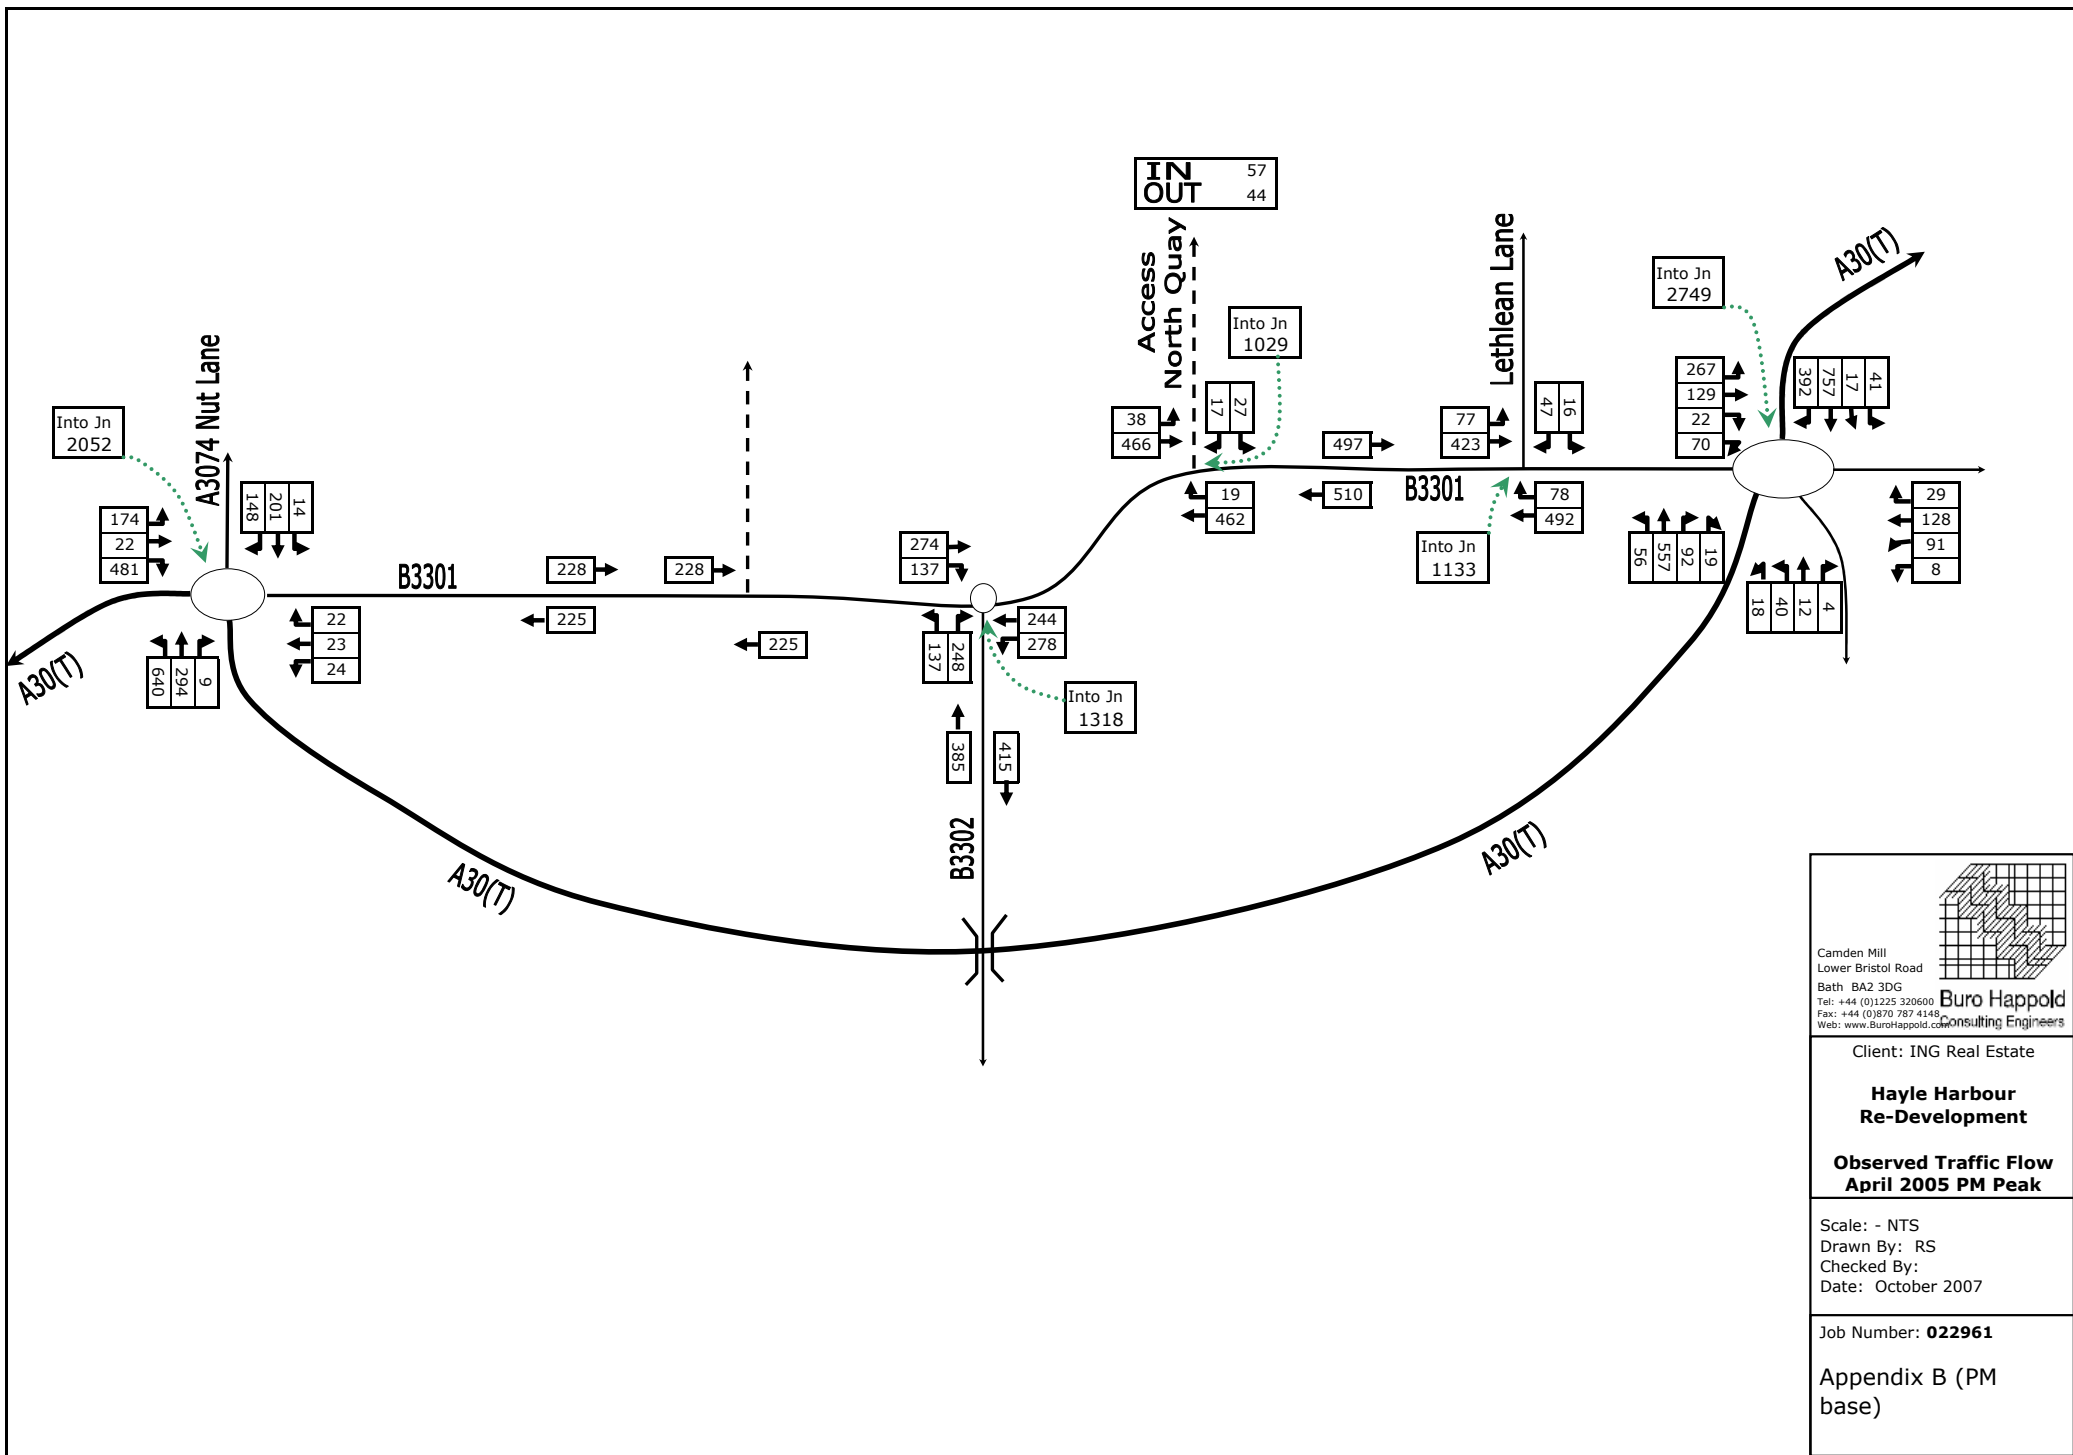 IN 57
OUT 44
Access
North Quay
Lethlean Lane
A30(T)
Into Jn
2749
Into Jn
1029
A3074 Nut Lane
Into Jn
2052
267
129
22
70
392
757
17
41
38
466
17
27
497
77
423
47
16
510
B3301
19
462
78
492
Into Jn
1133
56
557
92
19
18
40
12
4
29
128
91
8
174
22
481
148
201
14
B3301
228
228
225
225
274
137
244
278
137
248
22
23
24
640
294
9
A30(T)
Into Jn
1318
385
415
B3302
A30(T)
A30(T)
Camden Mill
Lower Bristol Road
Bath BA2 3DG
Tel: +44 (0)1225 320600
Fax: +44 (0)870 787 4148
Web: www.BuroHappold.com
Buro Happold
Consulting Engineers
Client: ING Real Estate
Hayle Harbour
Re-Development
Observed Traffic Flow
April 2005 PM Peak
Scale: - NTS
Drawn By: RS
Checked By:
Date: October 2007
Job Number: 022961
Appendix B (PM
base)